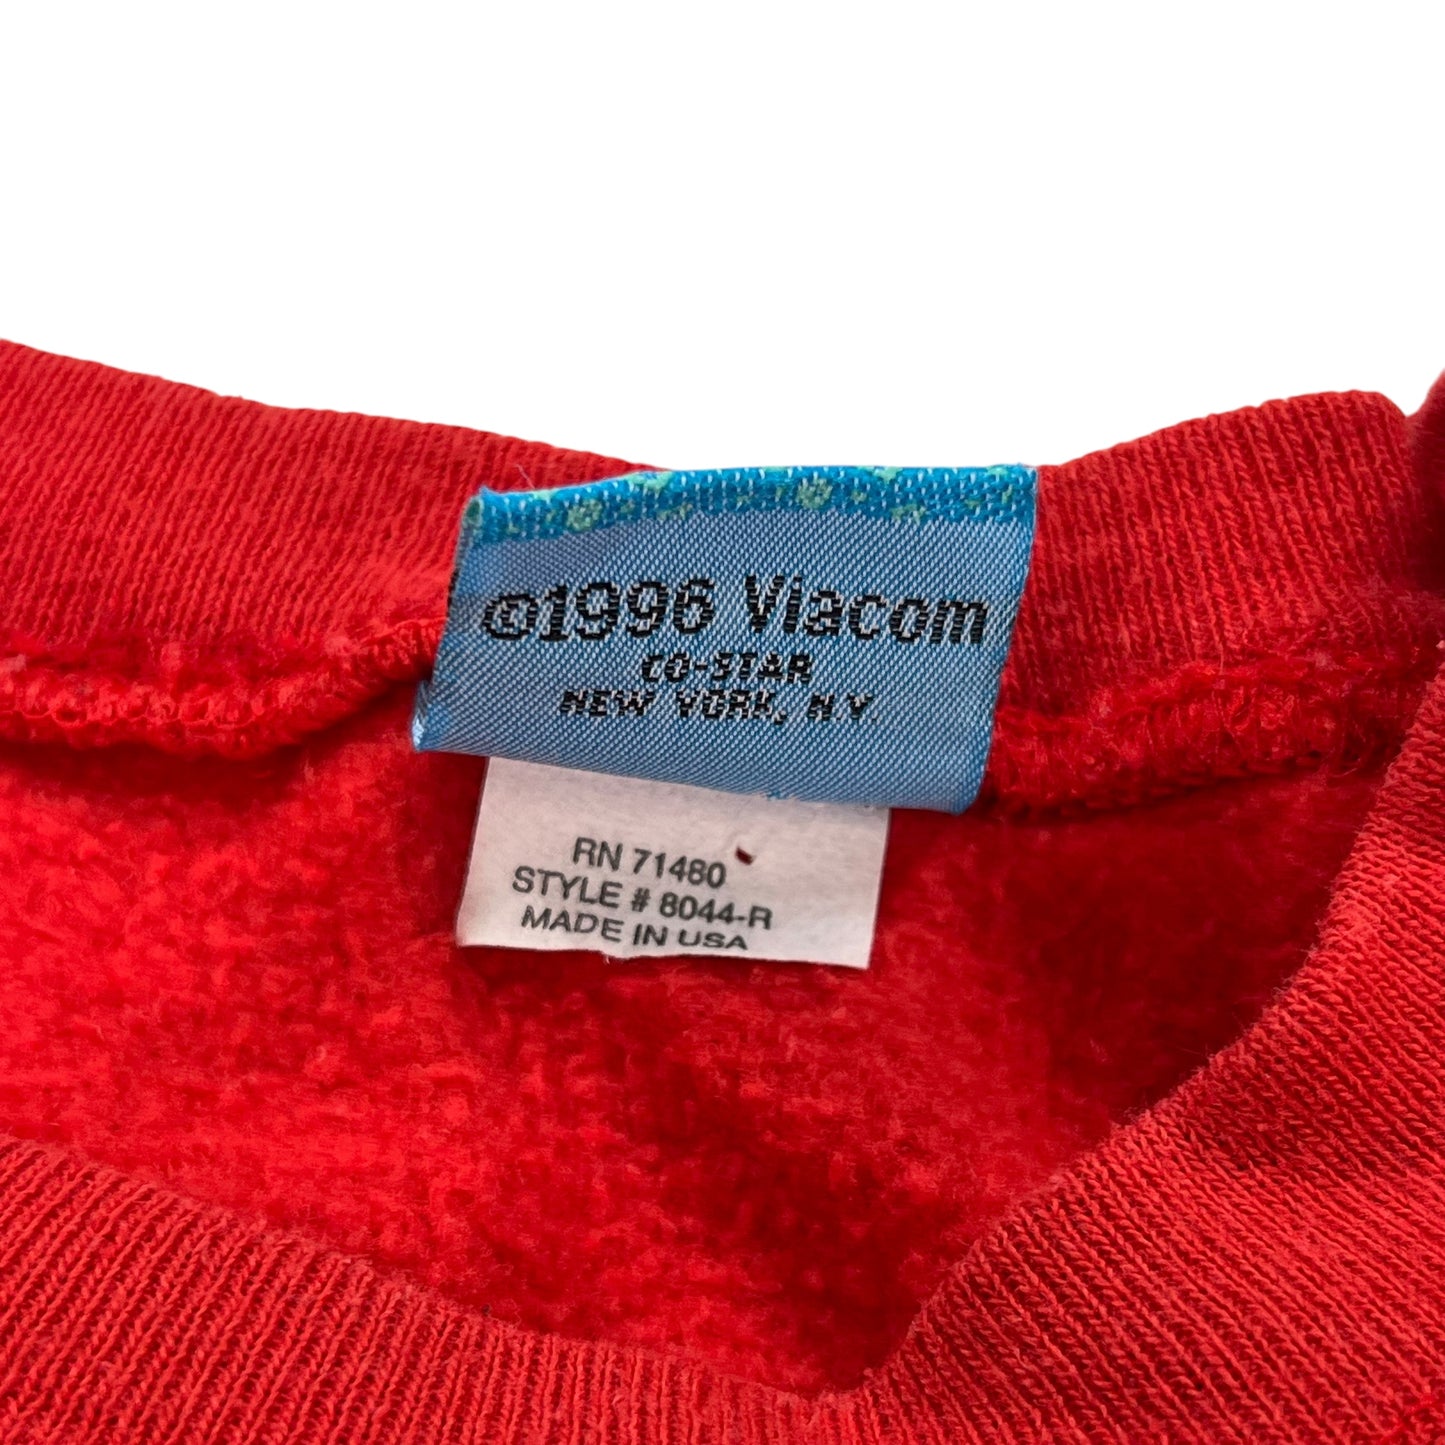 ©1996 Viacom
CO-STAR
NEW YORK, N.Y.
RN 71480
STYLE # 8044-R
MADE IN USA